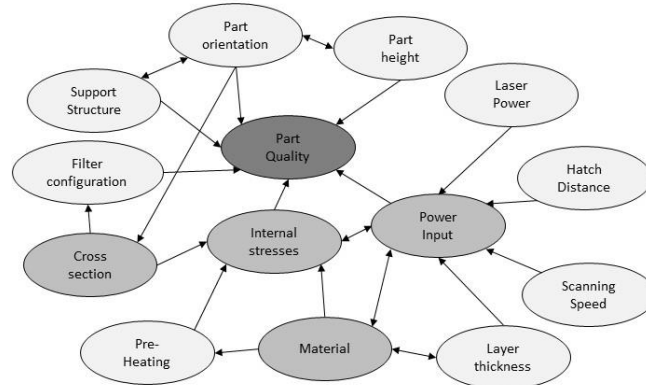 Part
orientation
Part
height
Support
Structure
Laser
Power
Part
Quality
Filter
configuration
Hatch
Distance
Internal
stresses
Power
Input
Cross
section
Scanning
Speed
Pre-
Heating
Material
Layer
thickness